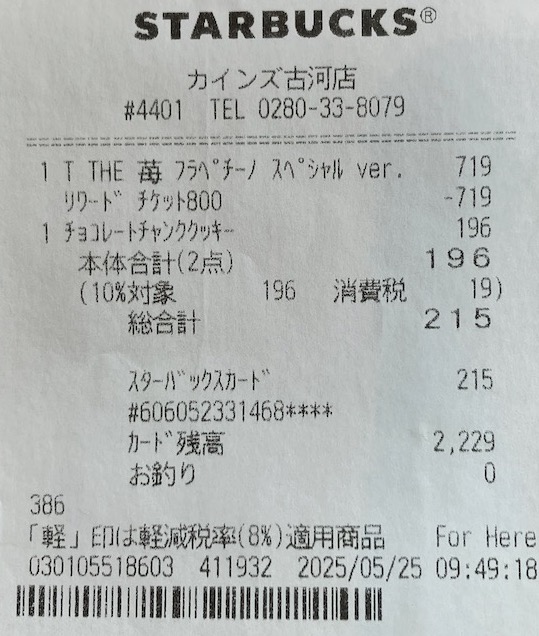 STARBUCKS®
カインズ古河店
#4401 TEL 0280-33-8079
1 T THE 苺 フラペチーノ スペシャル ver. 719
リワード チケット800 -719
1 チョコレートチャンククッキー 196
本体合計(2点) 196
(10%対象 196 消費税 19)
総合計 215
スターバックスカード 215
#606052331468****
カード残高 2,229
お釣り 0
386
「軽」印は軽減税率(8%)適用商品 For Here
030105518603 411932 2025/05/25 09:49:18